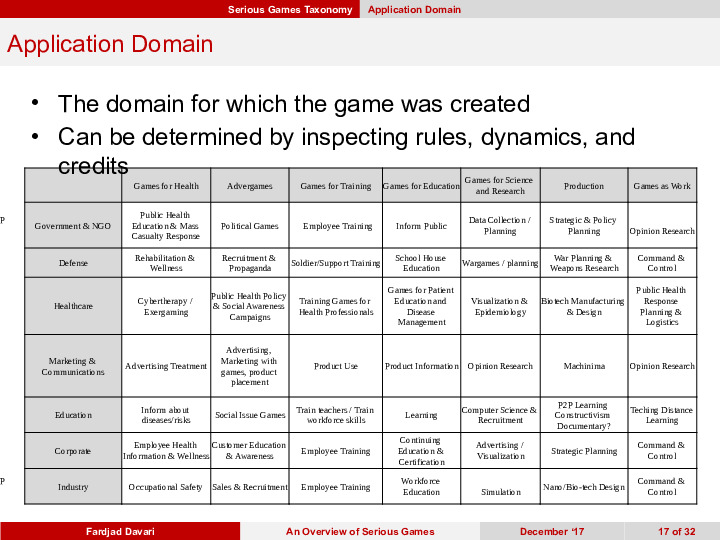 Serious Games Taxonomy Application Domain
Application Domain
• The domain for which the game was created
• Can be determined by inspecting rules, dynamics, and
credits
Games for Health Advergames Games for Training Games for Education Games for Science and Research Production Games as Work
P
Government & NGO Public Health Education & Mass Casualty Response Political Games Employee Training Inform Public Data Collection / Planning Strategic & Policy Planning Opinion Research
Defense Rehabilitation & Wellness Recruitment & Propaganda Soldier/Support Training School House Education Wargames / planning War Planning & Weapons Research Command & Control
Healthcare Cybertherapy / Exergaming Public Health Policy & Social Awareness Campaigns Training Games for Health Professionals Games for Patient Education and Disease Management Visualization & Epidemiology Biotech Manufacturing & Design Public Health Response Planning & Logistics
Marketing & Communications Advertising Treatment Advertising, Marketing with games, product placement Product Use Product Information Opinion Research Machinima Opinion Research
Education Inform about diseases/risks Social Issue Games Train teachers / Train workforce skills Learning Computer Science & Recruitment P2P Learning Constructivism Documentary? Teching Distance Learning
Corporate Employee Health Information & Wellness Customer Education & Awareness Employee Training Continuing Education & Certification Advertising / Visualization Strategic Planning Command & Control
P
Industry Occupational Safety Sales & Recruitment Employee Training Workforce Education Simulation Nano/Bio-tech Design Command & Control
Fardjad Davari An Overview of Serious Games December ‘17 17 of 32